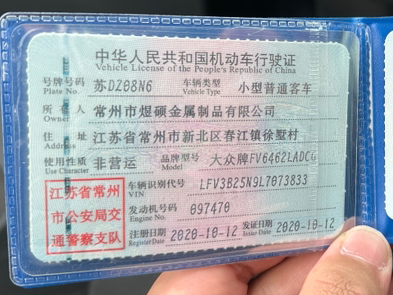 中华人民共和国机动车行驶证
Vehicle License of the People's Republic of China
号牌号码 苏DZ08N6 车辆类型 小型普通客车
Plate No. Vehicle Type
所有人 常州市煜硕金属制品有限公司
Owner
住址 江苏省常州市新北区春江镇徐墅村
Address
使用性质 非营运 品牌型号 大众牌FV6462LADCG
Use Character Model
江苏省常州
市公安局交
通警察支队
车辆识别代号 LFV3B25N9L7073833
VIN
发动机号码 097470
Engine No.
注册日期 2020-10-12 发证日期 2020-10-12
Register Date Issue Date